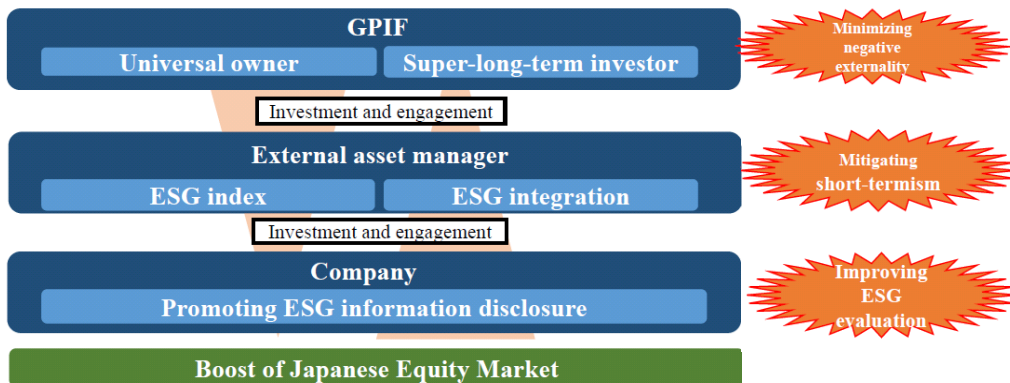 GPIF
Universal owner
Super-long-term investor
Minimizing
negative
externality
Investment and engagement
External asset manager
ESG index
ESG integration
Mitigating
short-termism
Investment and engagement
Company
Promoting ESG information disclosure
Improving
ESG
evaluation
Boost of Japanese Equity Market